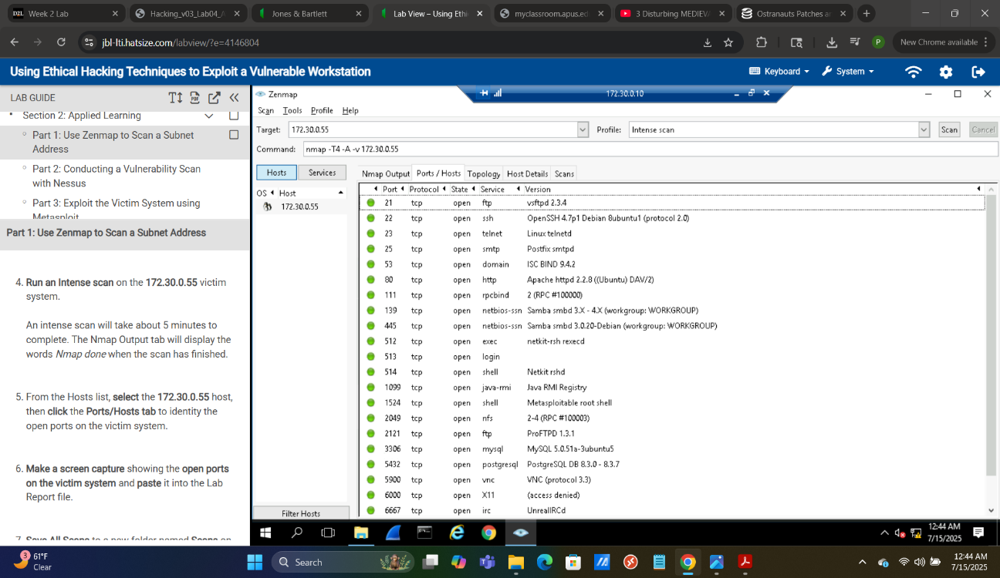 Week 2 Lab
Hacking_v03_Lab04_A
Jones & Bartlett
Lab View – Using Ethi
myclassroom.apus.ed
3 Disturbing MEDIEVA
Ostranauts Patches an
jbl-lti.hatsize.com/labview/?e=4146804
P
New Chrome available
Using Ethical Hacking Techniques to Exploit a Vulnerable Workstation
Keyboard
System
LAB GUIDE
Section 2: Applied Learning
Part 1: Use Zenmap to Scan a Subnet
Address
Part 2: Conducting a Vulnerability Scan
with Nessus
Part 3: Exploit the Victim System using
Metasploit
Part 1: Use Zenmap to Scan a Subnet Address
4. Run an Intense scan on the 172.30.0.55 victim
system.
An intense scan will take about 5 minutes to
complete. The Nmap Output tab will display the
words Nmap done when the scan has finished.
5. From the Hosts list, select the 172.30.0.55 host,
then click the Ports/Hosts tab to identity the
open ports on the victim system.
6. Make a screen capture showing the open ports
on the victim system and paste it into the Lab
Report file.
7. Save All Scans to a new folder named Scans on
Zenmap
172.30.0.10
Scan Tools Profile Help
Target: 172.30.0.55 Profile: Intense scan Scan Cancel
Command: nmap -T4 -A -v 172.30.0.55
Hosts Services
Nmap Output Ports / Hosts Topology Host Details Scans
OS Host
172.30.0.55
Port Protocol State Service Version
21 tcp open ftp vsftpd 2.3.4
22 tcp open ssh OpenSSH 4.7p1 Debian 8ubuntu1 (protocol 2.0)
23 tcp open telnet Linux telnetd
25 tcp open smtp Postfix smtpd
53 tcp open domain ISC BIND 9.4.2
80 tcp open http Apache httpd 2.2.8 ((Ubuntu) DAV/2)
111 tcp open rpcbind 2 (RPC #100000)
139 tcp open netbios-ssn Samba smbd 3.X - 4.X (workgroup: WORKGROUP)
445 tcp open netbios-ssn Samba smbd 3.0.20-Debian (workgroup: WORKGROUP)
512 tcp open exec netkit-rsh rexecd
513 tcp open login
514 tcp open shell Netkit rshd
1099 tcp open java-rmi Java RMI Registry
1524 tcp open shell Metasploitable root shell
2049 tcp open nfs 2-4 (RPC #100003)
2121 tcp open ftp ProFTPD 1.3.1
3306 tcp open mysql MySQL 5.0.51a-3ubuntu5
5432 tcp open postgresql PostgreSQL DB 8.3.0 - 8.3.7
5900 tcp open vnc VNC (protocol 3.3)
6000 tcp open X11 (access denied)
6667 tcp open irc UnrealIRCd
Filter Hosts
12:44 AM
7/15/2025
3
61°F
Clear
Search
12:44 AM
7/15/2025